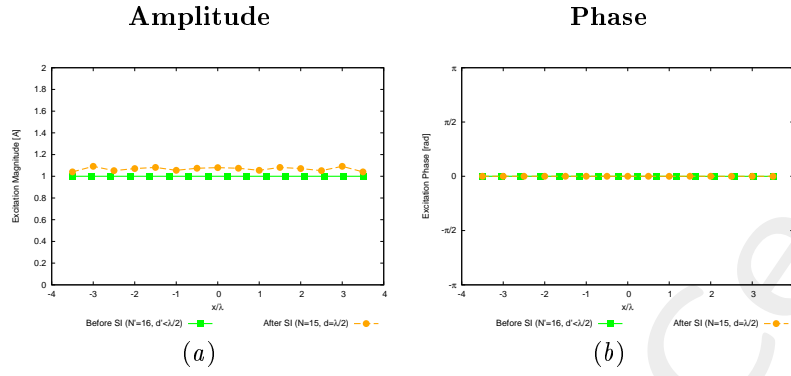 Amplitude
Phase
Excitation Magnitude [A]
2
1.8
1.6
1.4
1.2
1
0.8
0.6
0.4
0.2
0
-4 -3 -2 -1 0 1 2 3 4
x/λ
Before SI (N'=16, d'<λ/2) After SI (N=15, d=λ/2)
(a)
Excitation Phase [rad]
π
π/2
0
-π/2
-π
-4 -3 -2 -1 0 1 2 3 4
x/λ
Before SI (N'=16, d'<λ/2) After SI (N=15, d=λ/2)
(b)